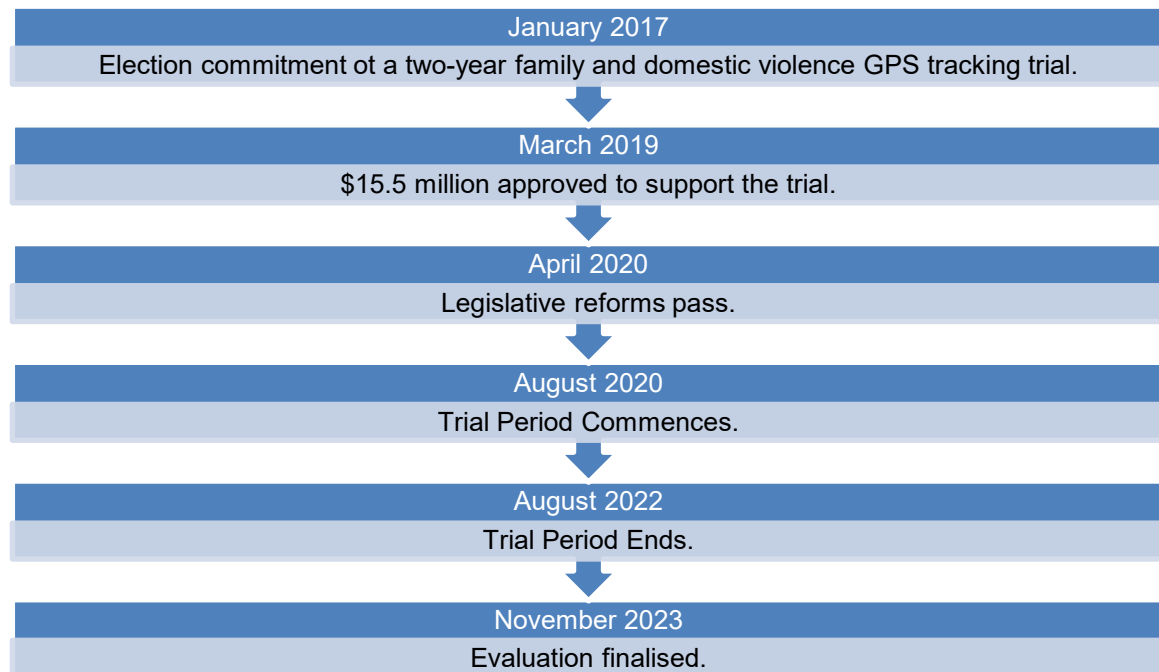 January 2017
Election commitment ot a two-year family and domestic violence GPS tracking trial.
March 2019
$15.5 million approved to support the trial.
April 2020
Legislative reforms pass.
August 2020
Trial Period Commences.
August 2022
Trial Period Ends.
November 2023
Evaluation finalised.